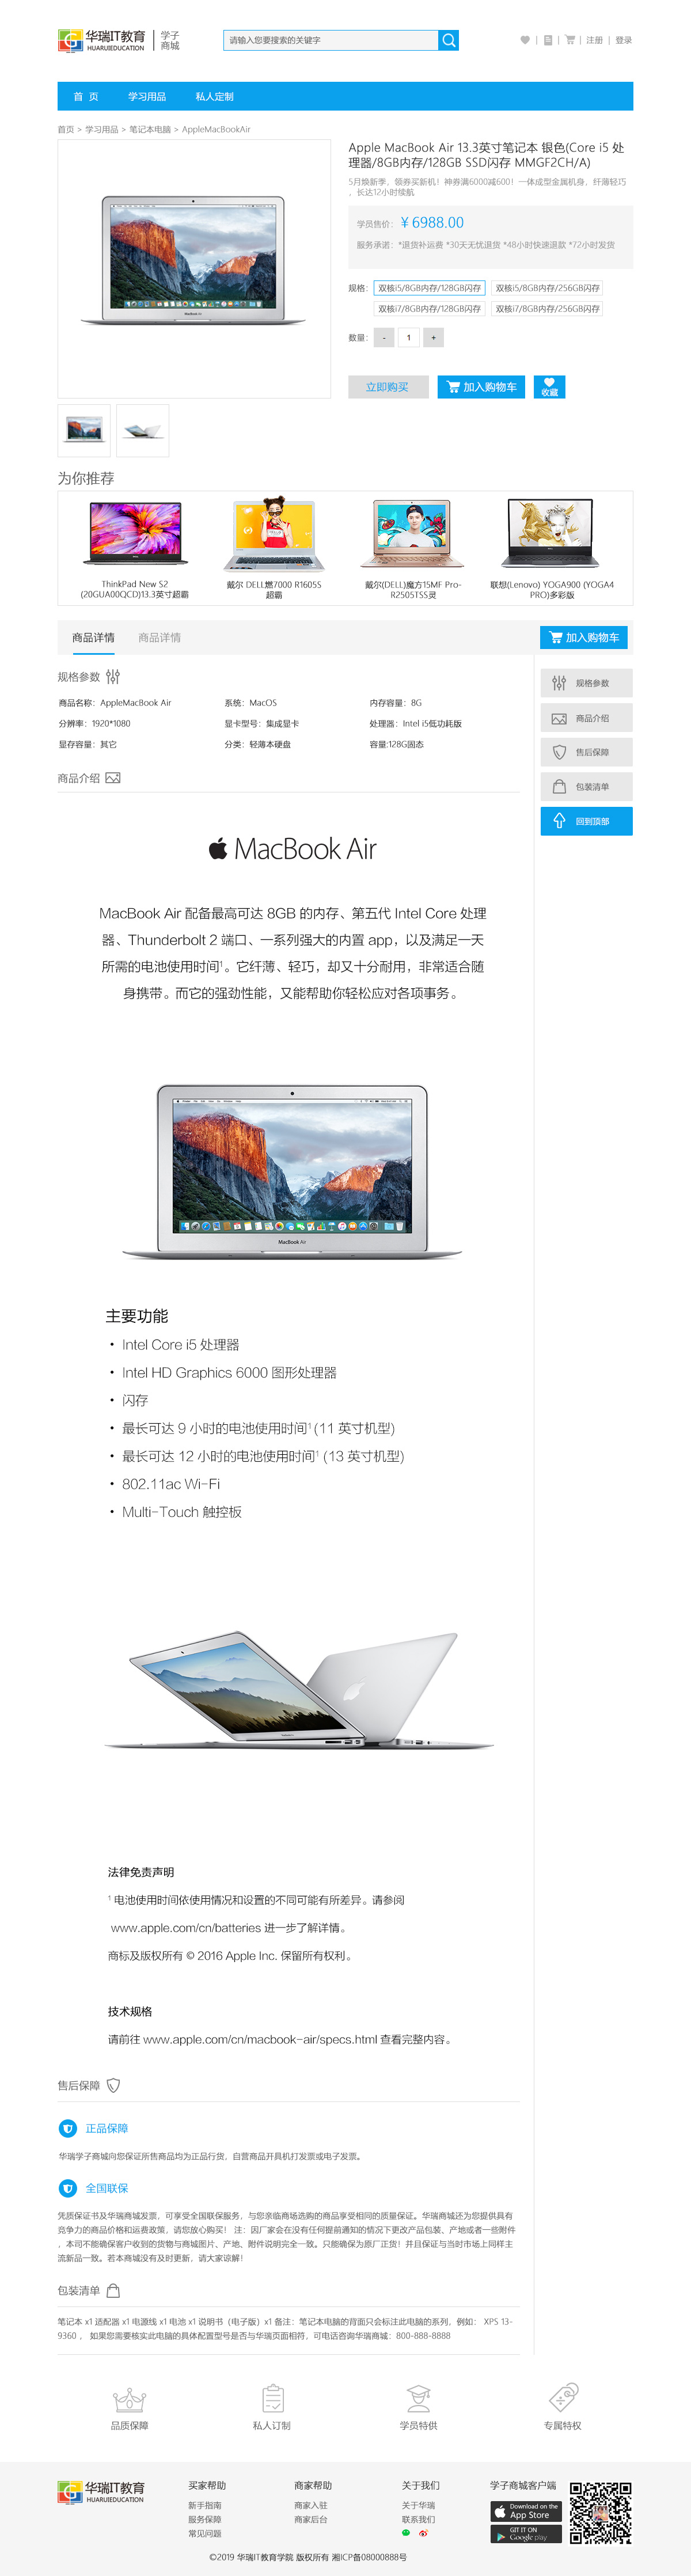 华瑞IT教育
HUARUIEDUCATION
学子
商城
请输入您要搜索的关键字
注册 | 登录
首 页 学习用品 私人定制
首页 > 学习用品 > 笔记本电脑 > AppleMacBookAir
Apple MacBook Air 13.3英寸笔记本 银色(Core i5 处
理器/8GB内存/128GB SSD闪存 MMGF2CH/A)
5月焕新季，领券买新机！神券满6000减600！一体成型金属机身，纤薄轻巧
，长达12小时续航
学员售价：¥ 6988.00
服务承诺：*退货补运费 *30天无忧退货 *48小时快速退款 *72小时发货
规格：双核i5/8GB内存/128GB闪存 双核i5/8GB内存/256GB闪存
双核i7/8GB内存/128GB闪存 双核i7/8GB内存/256GB闪存
数量：- 1 +
立即购买 加入购物车 收藏
MacBook Air
为你推荐
ThinkPad New S2
(20GUA00QCD)13.3英寸超霸
戴尔 DELL燃7000 R1605S
超霸
戴尔(DELL)魔方15MF Pro-
R2505TSS灵
联想(Lenovo) YOGA900 (YOGA4
PRO)多彩版
商品详情 商品详情 加入购物车
规格参数
商品名称：AppleMacBook Air 系统：MacOS 内存容量：8G
分辨率：1920*1080 显卡型号：集成显卡 处理器：Intel i5低功耗版
显存容量：其它 分类：轻薄本硬盘 容量:128G固态
规格参数
商品介绍
售后保障
包装清单
回到顶部
商品介绍
MacBook Air
MacBook Air 配备最高可达 8GB 的内存、第五代 Intel Core 处理
器、Thunderbolt 2 端口、一系列强大的内置 app，以及满足一天
所需的电池使用时间¹。它纤薄、轻巧，却又十分耐用，非常适合随
身携带。而它的强劲性能，又能帮助你轻松应对各项事务。
MacBook Air
主要功能
• Intel Core i5 处理器
• Intel HD Graphics 6000 图形处理器
• 闪存
• 最长可达 9 小时的电池使用时间¹ (11 英寸机型)
• 最长可达 12 小时的电池使用时间¹ (13 英寸机型)
• 802.11ac Wi-Fi
• Multi-Touch 触控板
法律免责声明
¹ 电池使用时间依使用情况和设置的不同可能有所差异。请参阅
www.apple.com/cn/batteries 进一步了解详情。
商标及版权所有 © 2016 Apple Inc. 保留所有权利。
技术规格
请前往 www.apple.com/cn/macbook-air/specs.html 查看完整内容。
售后保障
正品保障
华瑞学子商城向您保证所售商品均为正品行货，自营商品开具机打发票或电子发票。
全国联保
凭质保证书及华瑞商城发票，可享受全国联保服务，与您亲临商场选购的商品享受相同的质量保证。华瑞商城还为您提供具有
竞争力的商品价格和运费政策，请您放心购买！ 注：因厂家会在没有任何提前通知的情况下更改产品包装、产地或者一些附件
，本司不能确保客户收到的货物与商城图片、产地、附件说明完全一致。只能确保为原厂正货！并且保证与当时市场上同样主
流新品一致。若本商城没有及时更新，请大家谅解！
包装清单
笔记本 x1 适配器 x1 电源线 x1 电池 x1 说明书（电子版）x1 备注：笔记本电脑的背面只会标注此电脑的系列，例如： XPS 13-
9360 ， 如果您需要核实此电脑的具体配置型号是否与华瑞页面相符，可电话咨询华瑞商城：800-888-8888
品质保障 私人订制 学员特供 专属特权
华瑞IT教育
HUARUIEDUCATION
买家帮助
新手指南
服务保障
常见问题
商家帮助
商家入驻
商家后台
关于我们
关于华瑞
联系我们
学子商城客户端
Download on the
App Store
GET IT ON
Google play
©2019 华瑞IT教育学院 版权所有 湘ICP备08000888号